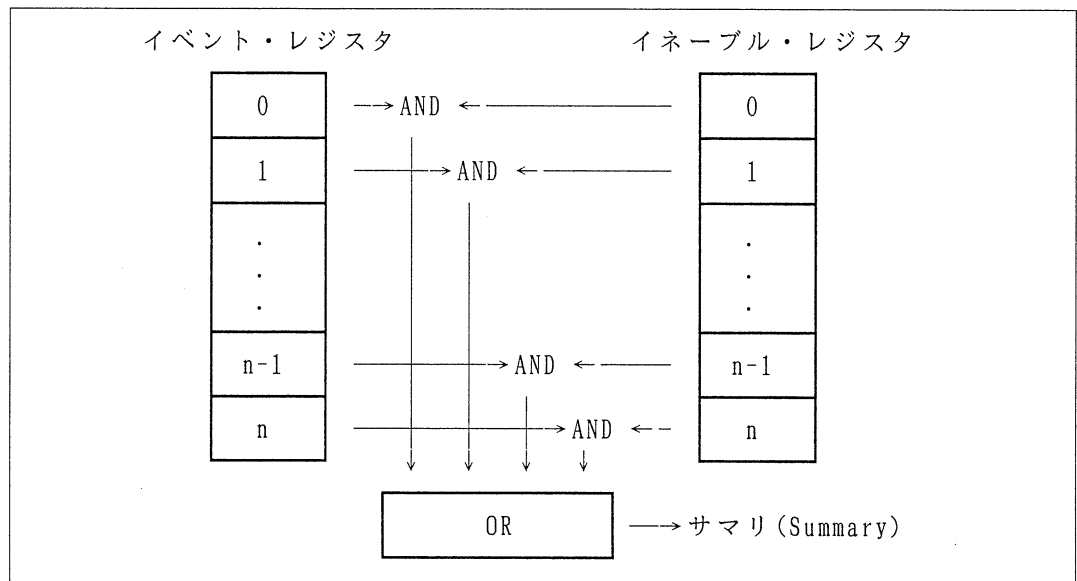 イベント・レジスタ イネーブル・レジスタ
0 AND 0
1 AND 1
n-1 AND n-1
n AND n
OR サマリ(Summary)